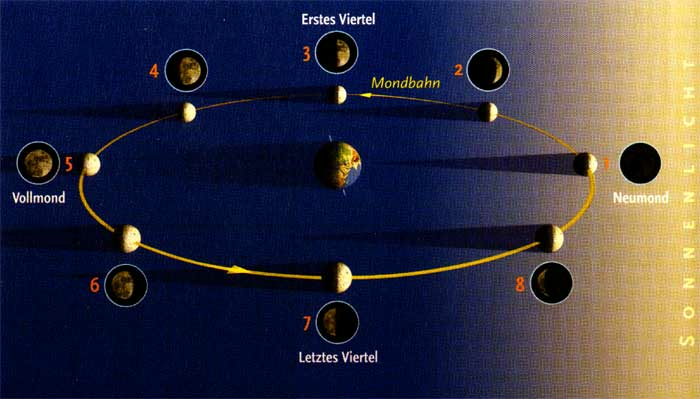 Erstes Viertel
3
4
2
Mondbahn
5
1
Vollmond
Neumond
6
8
7
Letztes Viertel
SONNENLICHT